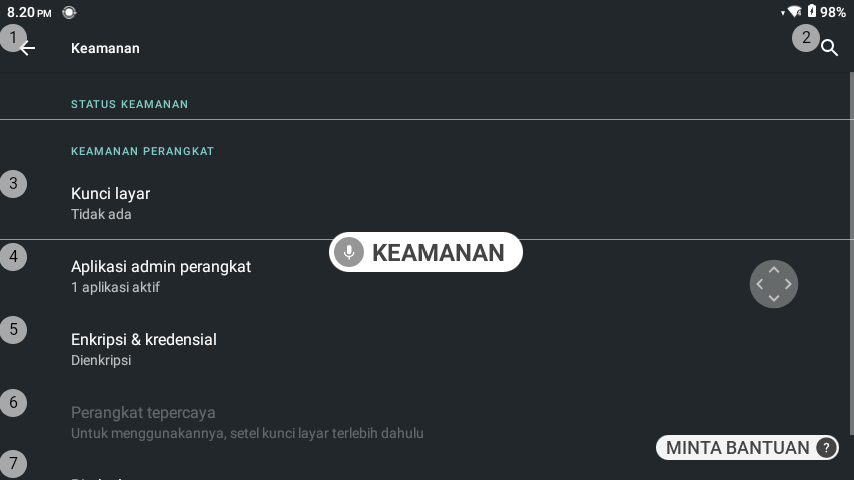 8.20 PM
98%
1
Keamanan
2
STATUS KEAMANAN
KEAMANAN PERANGKAT
3
Kunci layar
Tidak ada
KEAMANAN
4
Aplikasi admin perangkat
1 aplikasi aktif
5
Enkripsi & kredensial
Dienkripsi
6
Perangkat tepercaya
Untuk menggunakannya, setel kunci layar terlebih dahulu
MINTA BANTUAN ?
7